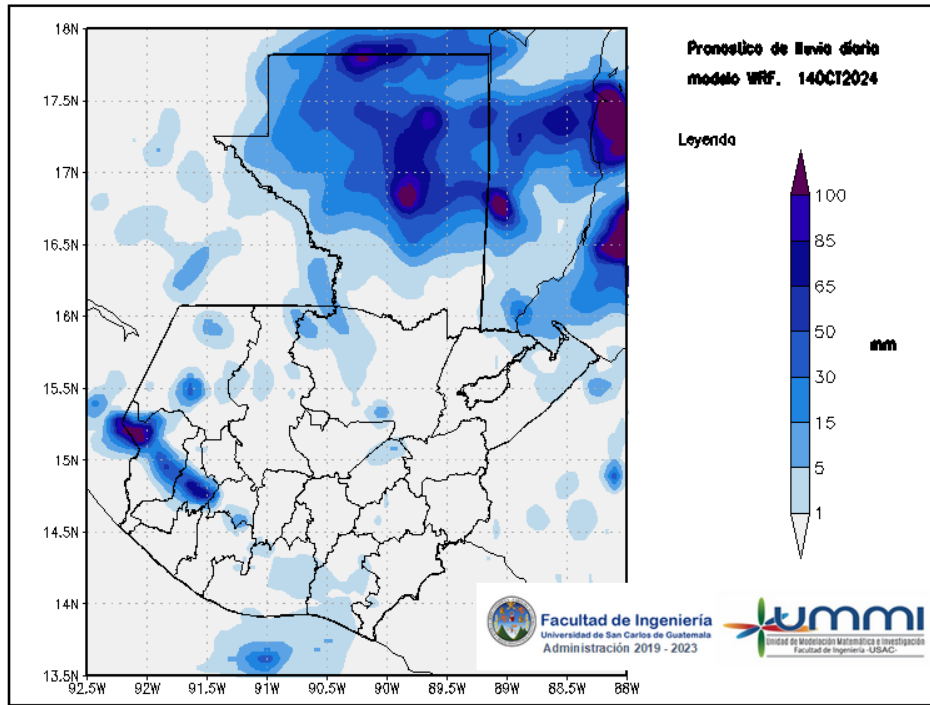 Pronostico de lluvia diaria
modelo WRF.  14OCT2024
Leyenda
100
85
65
50
30
15
5
1
mm
18N
17.5N
17N
16.5N
16N
15.5N
15N
14.5N
14N
13.5N
92.5W
92W
91.5W
91W
90.5W
90W
89.5W
89W
88.5W
88W
Facultad de Ingeniería
Universidad de San Carlos de Guatemala
Administración 2019 - 2023
ummi
Unidad de Modelación Matemática e Investigación
Facultad de Ingeniería -USAC-